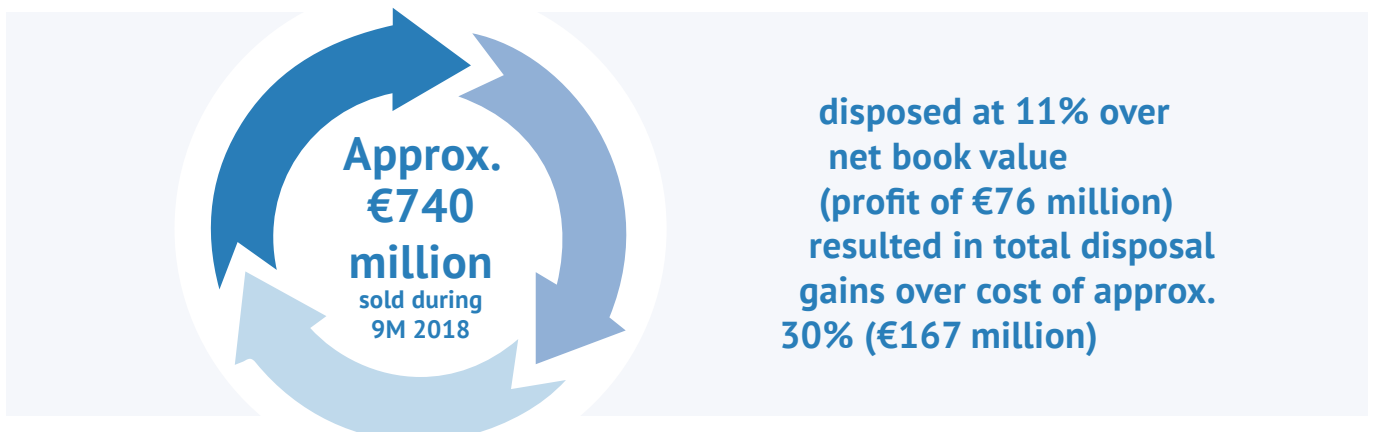 Approx.
€740
million
sold during
9M 2018
disposed at 11% over
net book value
(profit of €76 million)
resulted in total disposal
gains over cost of approx.
30% (€167 million)